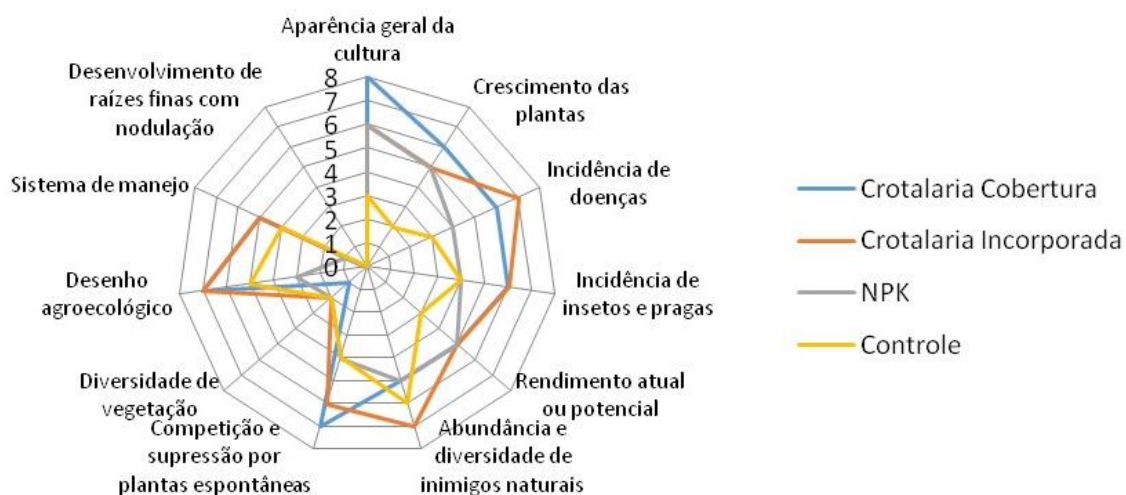 Aparência geral da
cultura
Crescimento das
plantas
Incidência de
doenças
Incidência de
insetos e pragas
Rendimento atual
ou potencial
Abundância e
diversidade de
inimigos naturais
Competição e
supressão por
plantas espontâneas
Diversidade de
vegetação
Desenho
agroecológico
Sistema de manejo
Desenvolvimento de
raízes finas com
nodulação
8
7
6
5
4
3
2
1
0
Crotalaria Cobertura
Crotalaria Incorporada
NPK
Controle